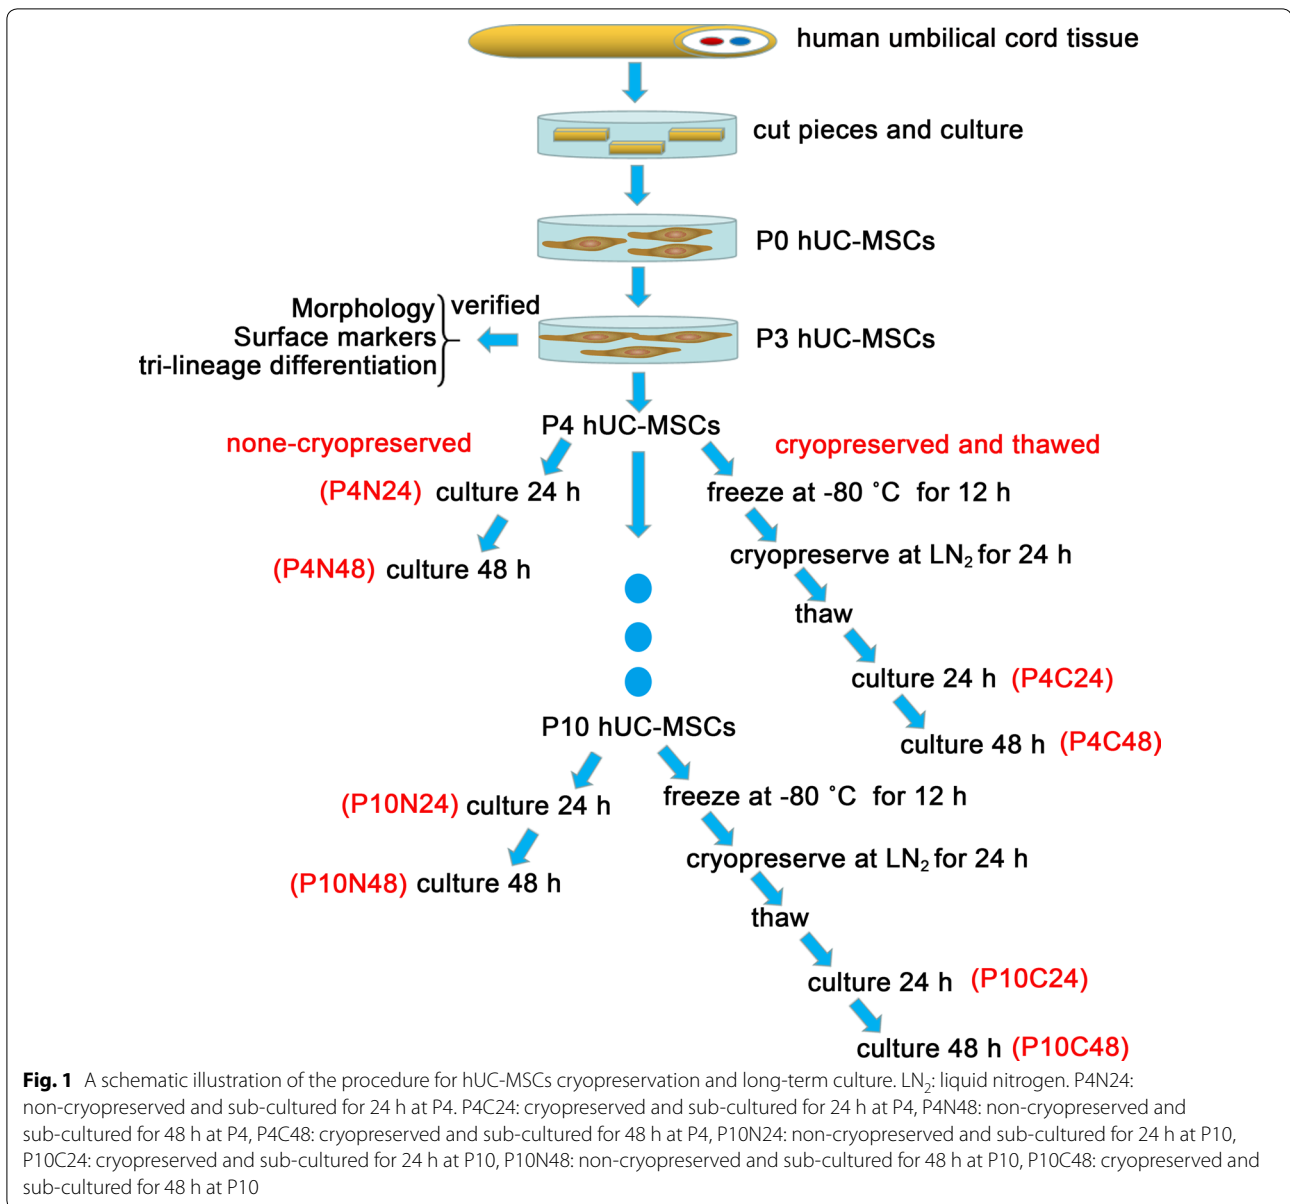 human umbilical cord tissue
cut pieces and culture
P0 hUC-MSCs
Morphology
Surface markers
tri-lineage differentiation
verified
P3 hUC-MSCs
P4 hUC-MSCs
none-cryopreserved
cryopreserved and thawed
(P4N24) culture 24 h
freeze at -80 °C for 12 h
(P4N48) culture 48 h
cryopreserve at LN₂ for 24 h
thaw
culture 24 h (P4C24)
culture 48 h (P4C48)
P10 hUC-MSCs
(P10N24) culture 24 h
freeze at -80 °C for 12 h
(P10N48) culture 48 h
cryopreserve at LN₂ for 24 h
thaw
culture 24 h (P10C24)
culture 48 h (P10C48)
Fig. 1 A schematic illustration of the procedure for hUC-MSCs cryopreservation and long-term culture. LN₂: liquid nitrogen. P4N24:
non-cryopreserved and sub-cultured for 24 h at P4. P4C24: cryopreserved and sub-cultured for 24 h at P4, P4N48: non-cryopreserved and
sub-cultured for 48 h at P4, P4C48: cryopreserved and sub-cultured for 48 h at P4, P10N24: non-cryopreserved and sub-cultured for 24 h at P10,
P10C24: cryopreserved and sub-cultured for 24 h at P10, P10N48: non-cryopreserved and sub-cultured for 48 h at P10, P10C48: cryopreserved and
sub-cultured for 48 h at P10